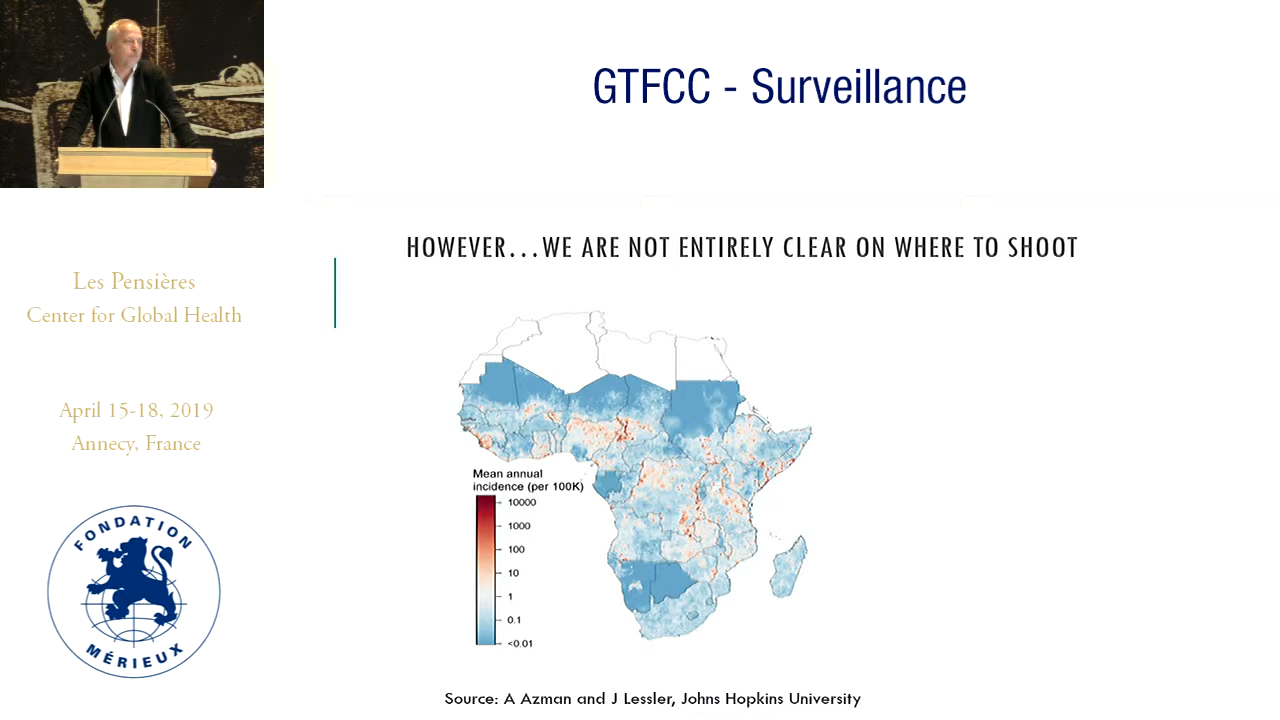 GTFCC - Surveillance
HOWEVER...WE ARE NOT ENTIRELY CLEAR ON WHERE TO SHOOT
Les Pensières
Center for Global Health
April 15-18, 2019
Annecy, France
FONDATION
MÉRIEUX
Mean annual
incidence (per 100K)
10000
1000
100
10
1
0.1
<0.01
Source: A Azman and J Lessler, Johns Hopkins University